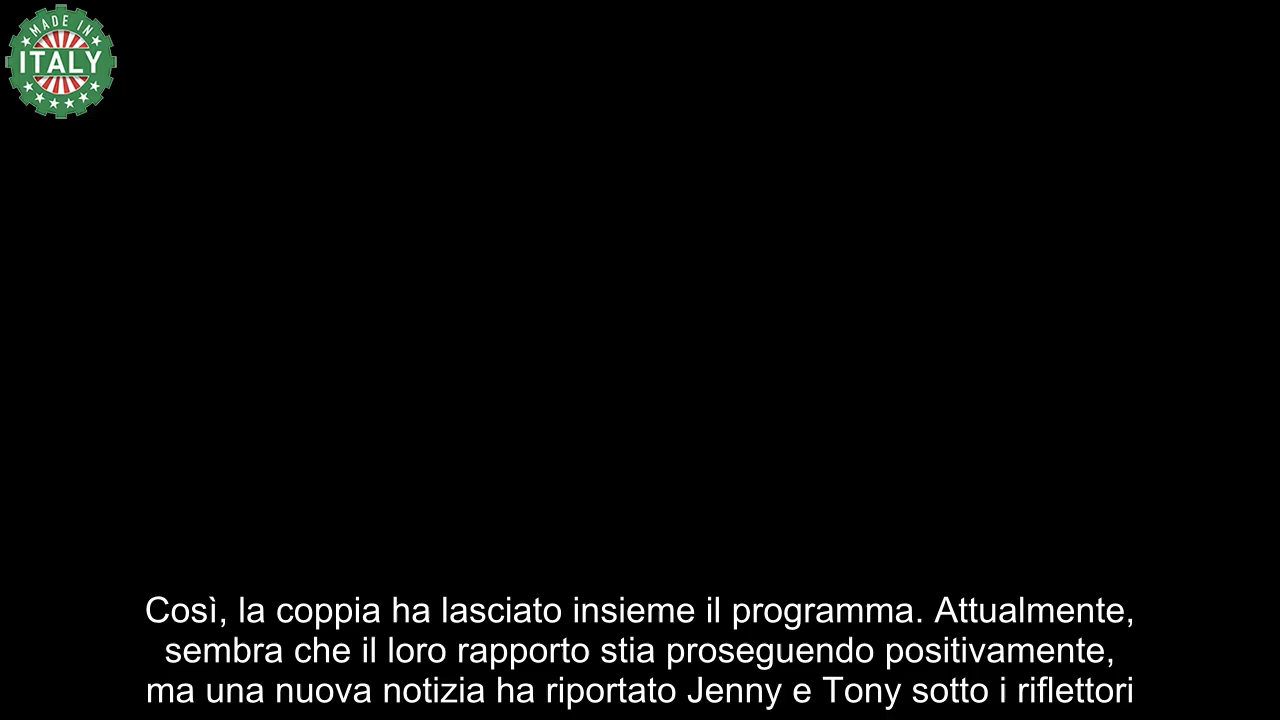 MADE IN
ITALY
Così, la coppia ha lasciato insieme il programma. Attualmente,
sembra che il loro rapporto stia proseguendo positivamente,
ma una nuova notizia ha riportato Jenny e Tony sotto i riflettori